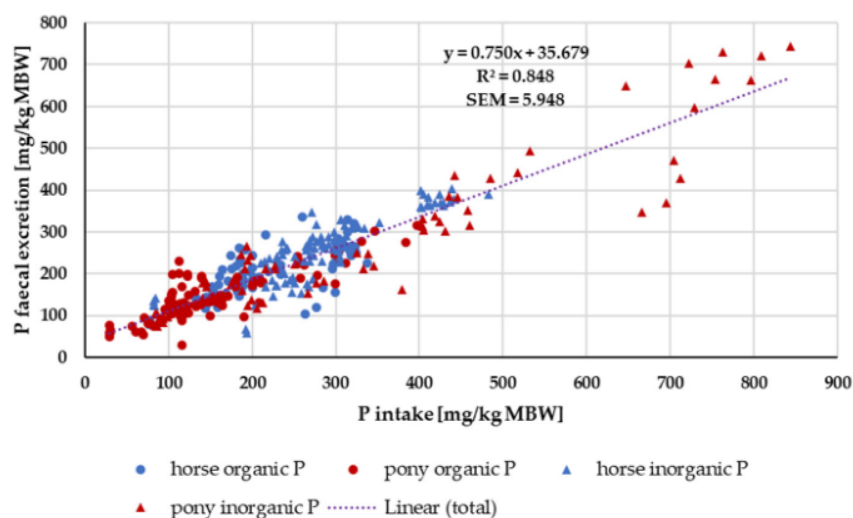 800
700
600
500
400
300
200
100
0
P faecal excretion [mg/kg MBW]
y = 0.750x + 35.679
R² = 0.848
SEM = 5.948
0 100 200 300 400 500 600 700 800 900
P intake [mg/kg MBW]
horse organic P pony organic P horse inorganic P
pony inorganic P Linear (total)